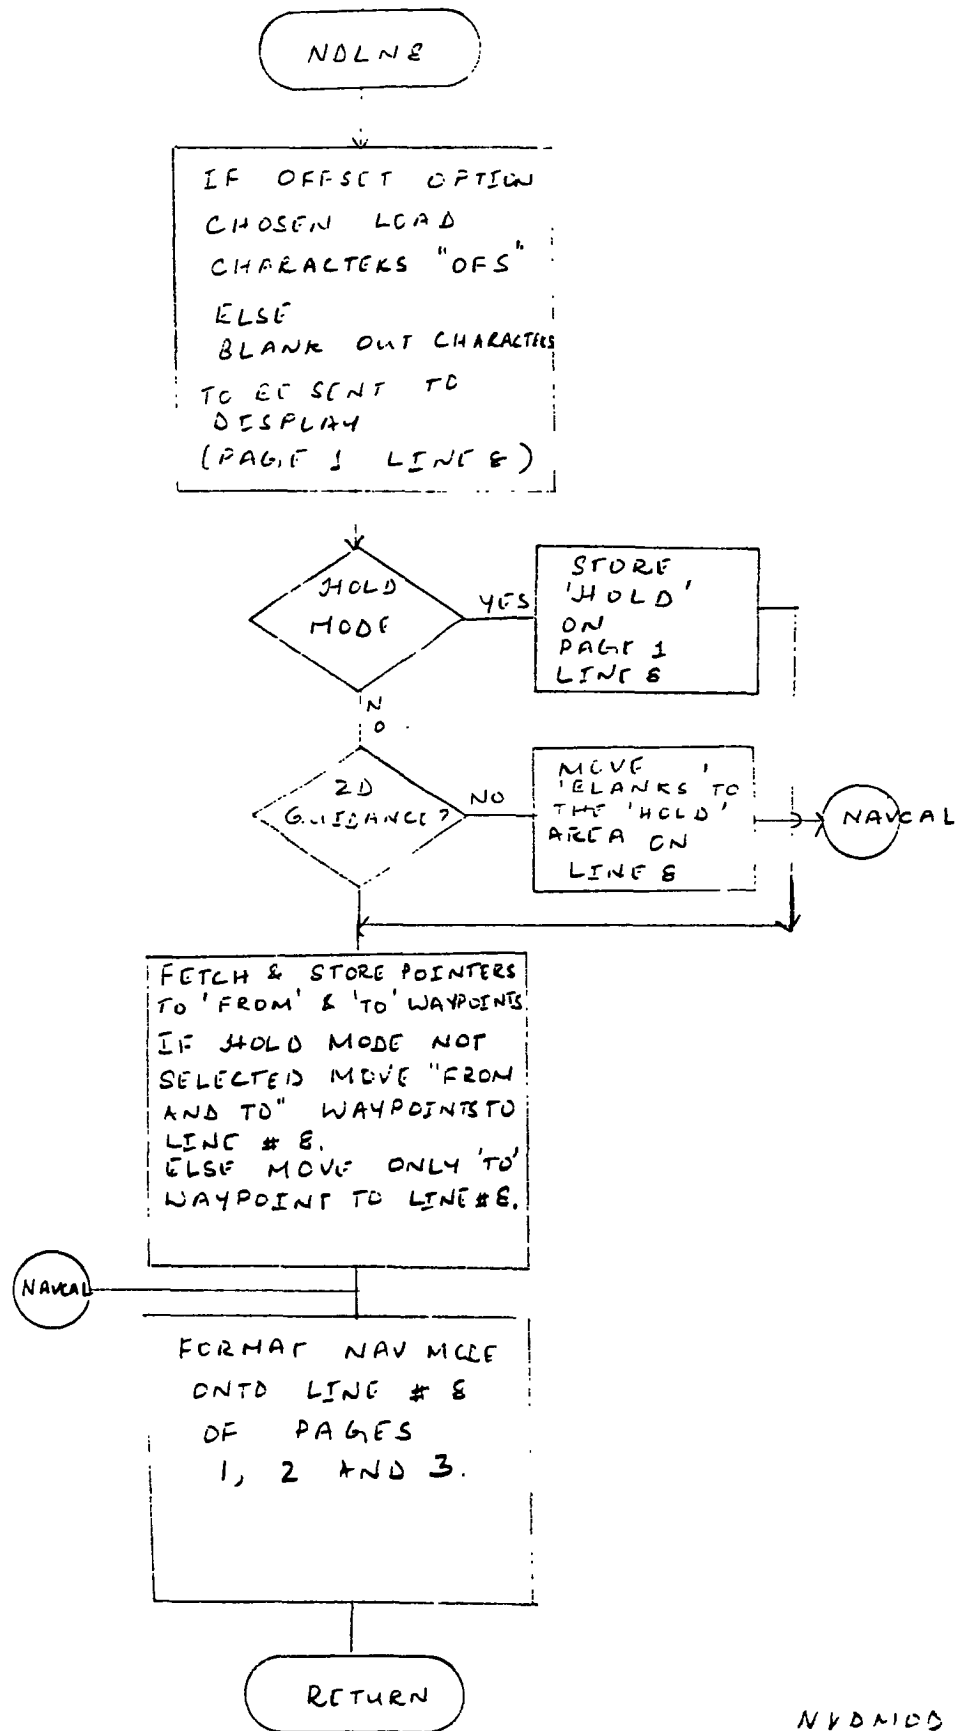 NDLN8
IF OFFSET OPTION
CHOSEN LOAD
CHARACTERS "OFS"
ELSE
BLANK OUT CHARACTERS
TO BE SENT TO
DISPLAY
(PAGE 1 LINE 8)
HOLD
MODE
YES
STORE
'HOLD'
ON
PAGE 1
LINE 8
NO
2D
GUIDANCE?
NO
MOVE
'BLANKS' TO
THE 'HOLD'
AREA ON
LINE 8
NAVCAL
FETCH & STORE POINTERS
TO 'FROM' & 'TO' WAYPOINTS.
IF HOLD MODE NOT
SELECTED MOVE "FROM
AND TO" WAYPOINTS TO
LINE # 8.
ELSE MOVE ONLY 'TO'
WAYPOINT TO LINE #8.
NAVCAL
FORMAT NAV MODE
ONTO LINE # 8
OF PAGES
1, 2 AND 3.
RETURN